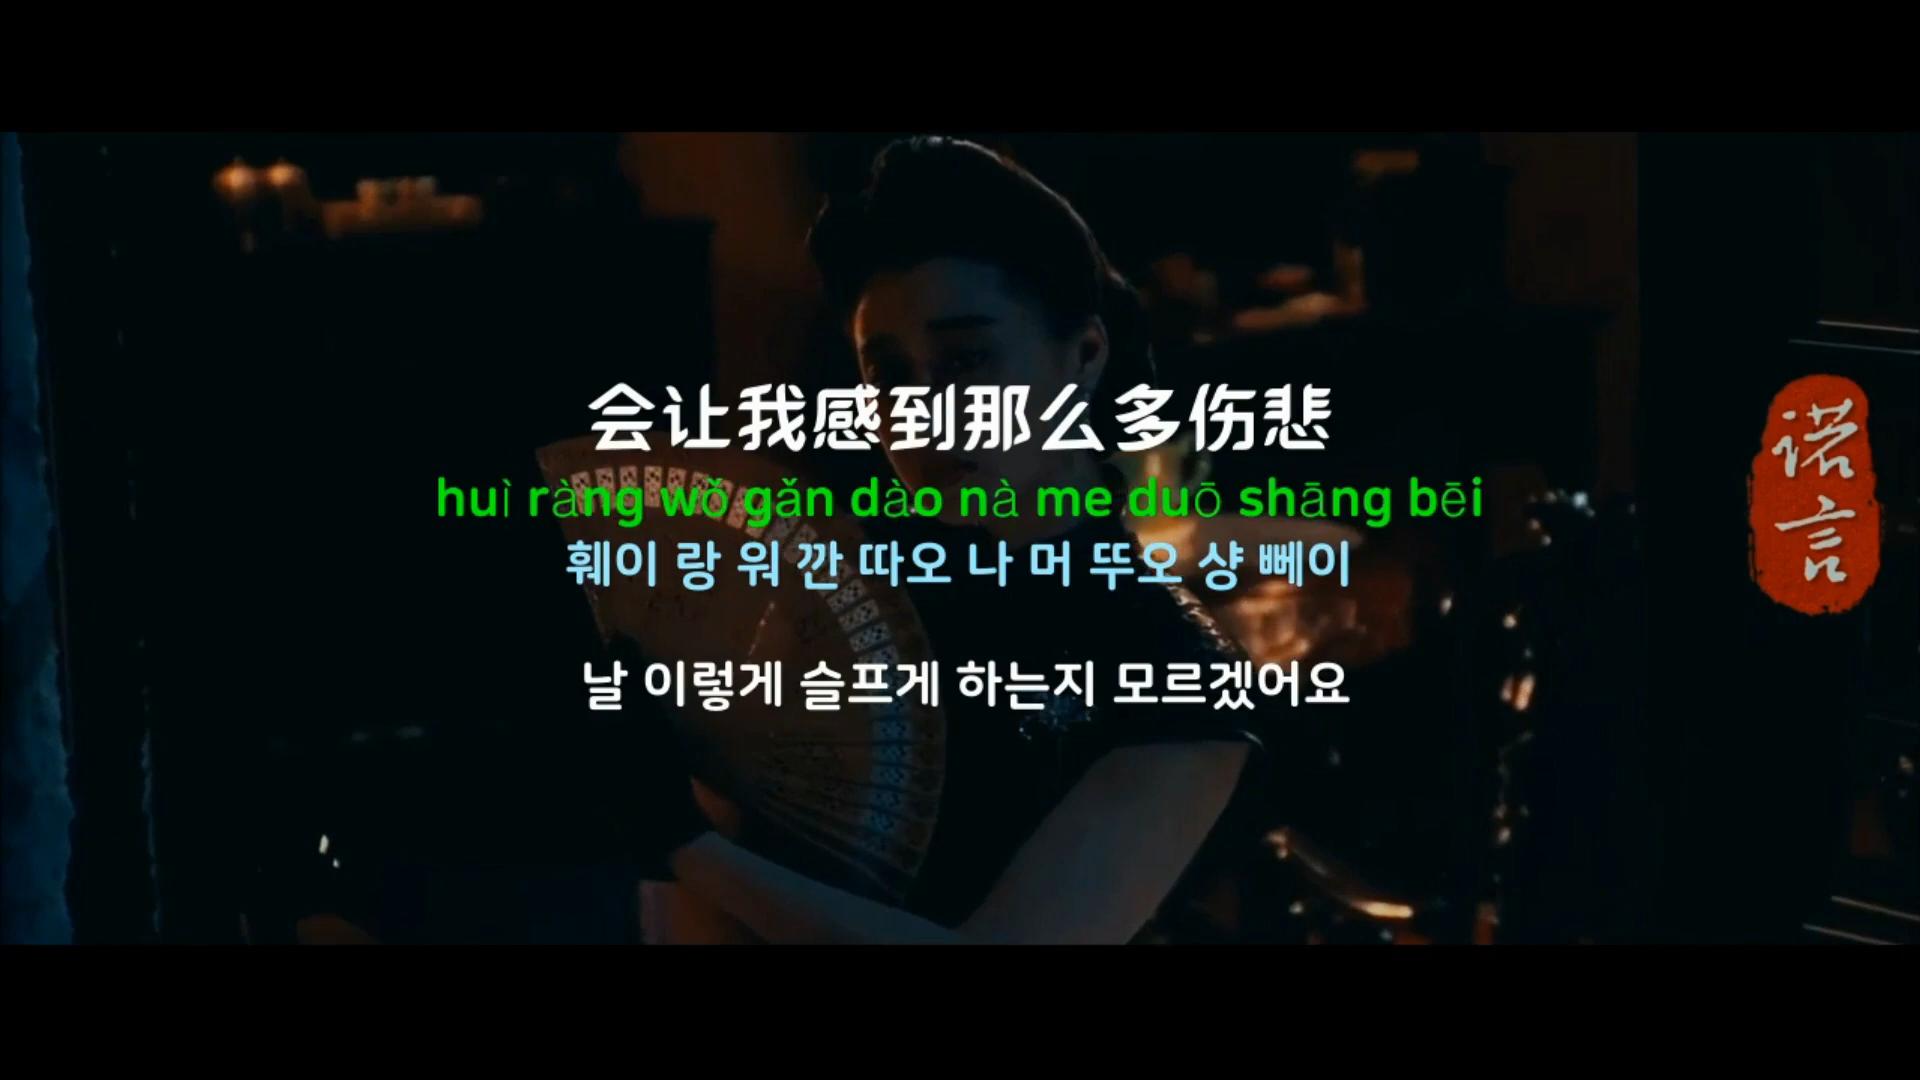 会让我感到那么多伤悲
huì ràng wǒ gǎn dào nà me duō shāng bēi
훼이 랑 워 깐 따오 나 머 뚜오 샹 뻬이
날 이렇게 슬프게 하는지 모르겠어요
诺言